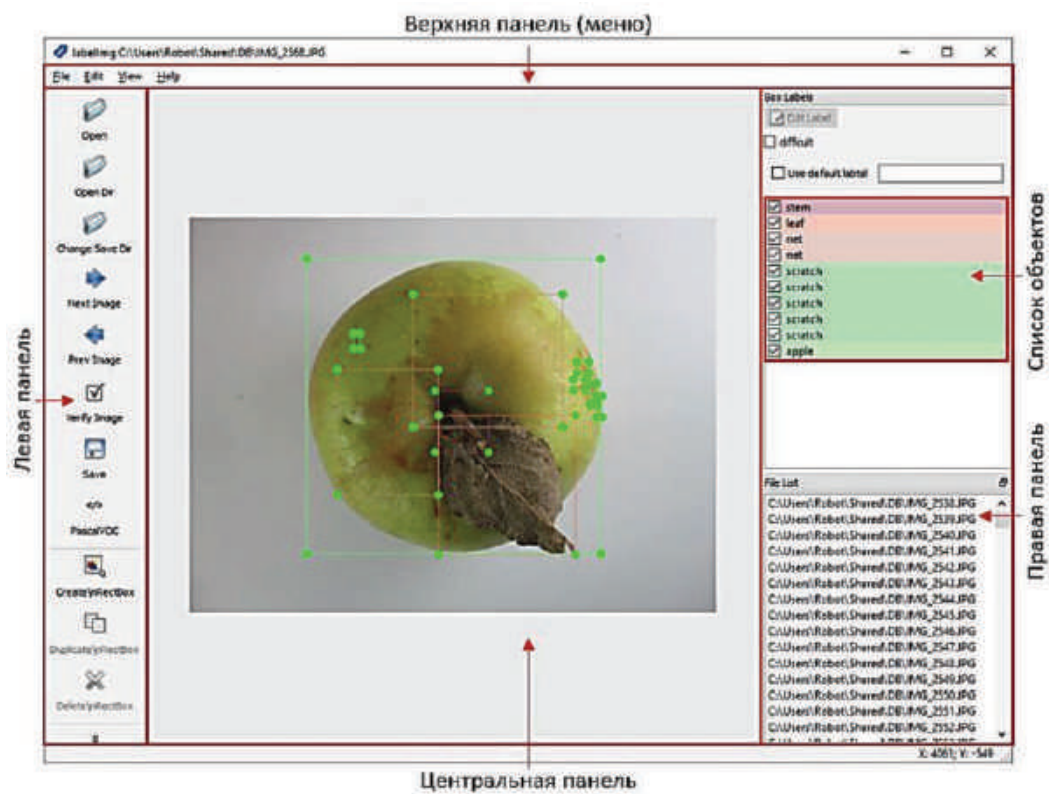 Верхняя панель (меню)
labelImg C:\Users\Robot\Shared\DB\IMG_2568.JPG
File Edit View Help
Open
Open Dir
Change Save Dir
Next Image
Prev Image
Verify Image
Save
</>
PascalVOC
Create\nRectBox
Duplicate\nRectBox
Delete\nRectBox
Левая панель
Box Labels
Edit Label
difficult
Use default label
stem
leaf
net
net
scratch
scratch
scratch
scratch
scratch
apple
Список объектов
File List
C:\Users\Robot\Shared\DB\IMG_2538.JPG
C:\Users\Robot\Shared\DB\IMG_2539.JPG
C:\Users\Robot\Shared\DB\IMG_2540.JPG
C:\Users\Robot\Shared\DB\IMG_2541.JPG
C:\Users\Robot\Shared\DB\IMG_2542.JPG
C:\Users\Robot\Shared\DB\IMG_2543.JPG
C:\Users\Robot\Shared\DB\IMG_2544.JPG
C:\Users\Robot\Shared\DB\IMG_2545.JPG
C:\Users\Robot\Shared\DB\IMG_2546.JPG
C:\Users\Robot\Shared\DB\IMG_2547.JPG
C:\Users\Robot\Shared\DB\IMG_2548.JPG
C:\Users\Robot\Shared\DB\IMG_2549.JPG
C:\Users\Robot\Shared\DB\IMG_2550.JPG
C:\Users\Robot\Shared\DB\IMG_2551.JPG
C:\Users\Robot\Shared\DB\IMG_2552.JPG
Правая панель
X: 4061; Y: -549
Центральная панель